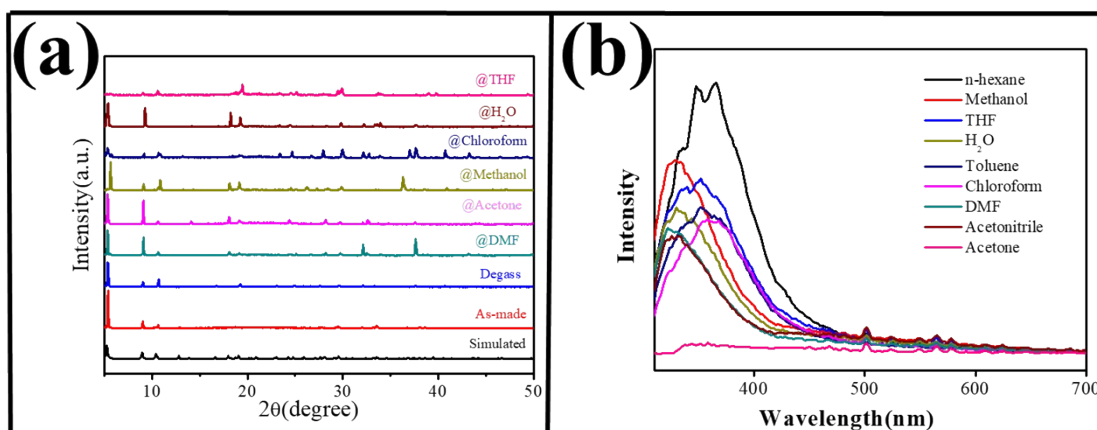 (a)
@THF
@H₂O
@Chloroform
@Methanol
@Acetone
@DMF
Degass
As-made
Simulated
Intensity(a.u.)
10 20 30 40 50
2θ(degree)
(b)
n-hexane
Methanol
THF
H₂O
Toluene
Chloroform
DMF
Acetonitrile
Acetone
Intensity
400 500 600 700
Wavelength(nm)